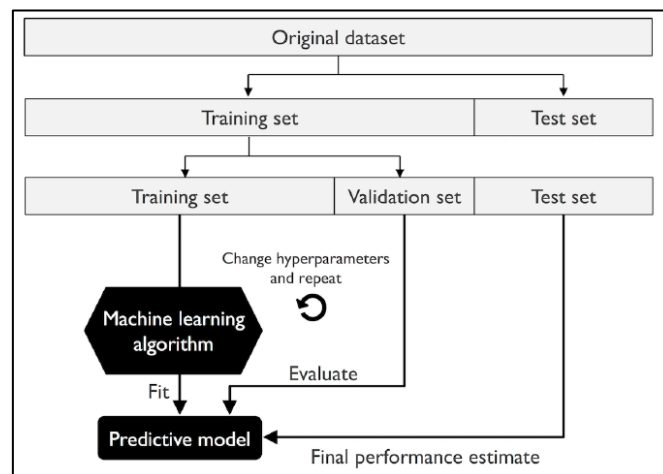 Original dataset
Training set
Test set
Training set
Validation set
Test set
Change hyperparameters
and repeat
Machine learning
algorithm
Fit
Evaluate
Predictive model
Final performance estimate